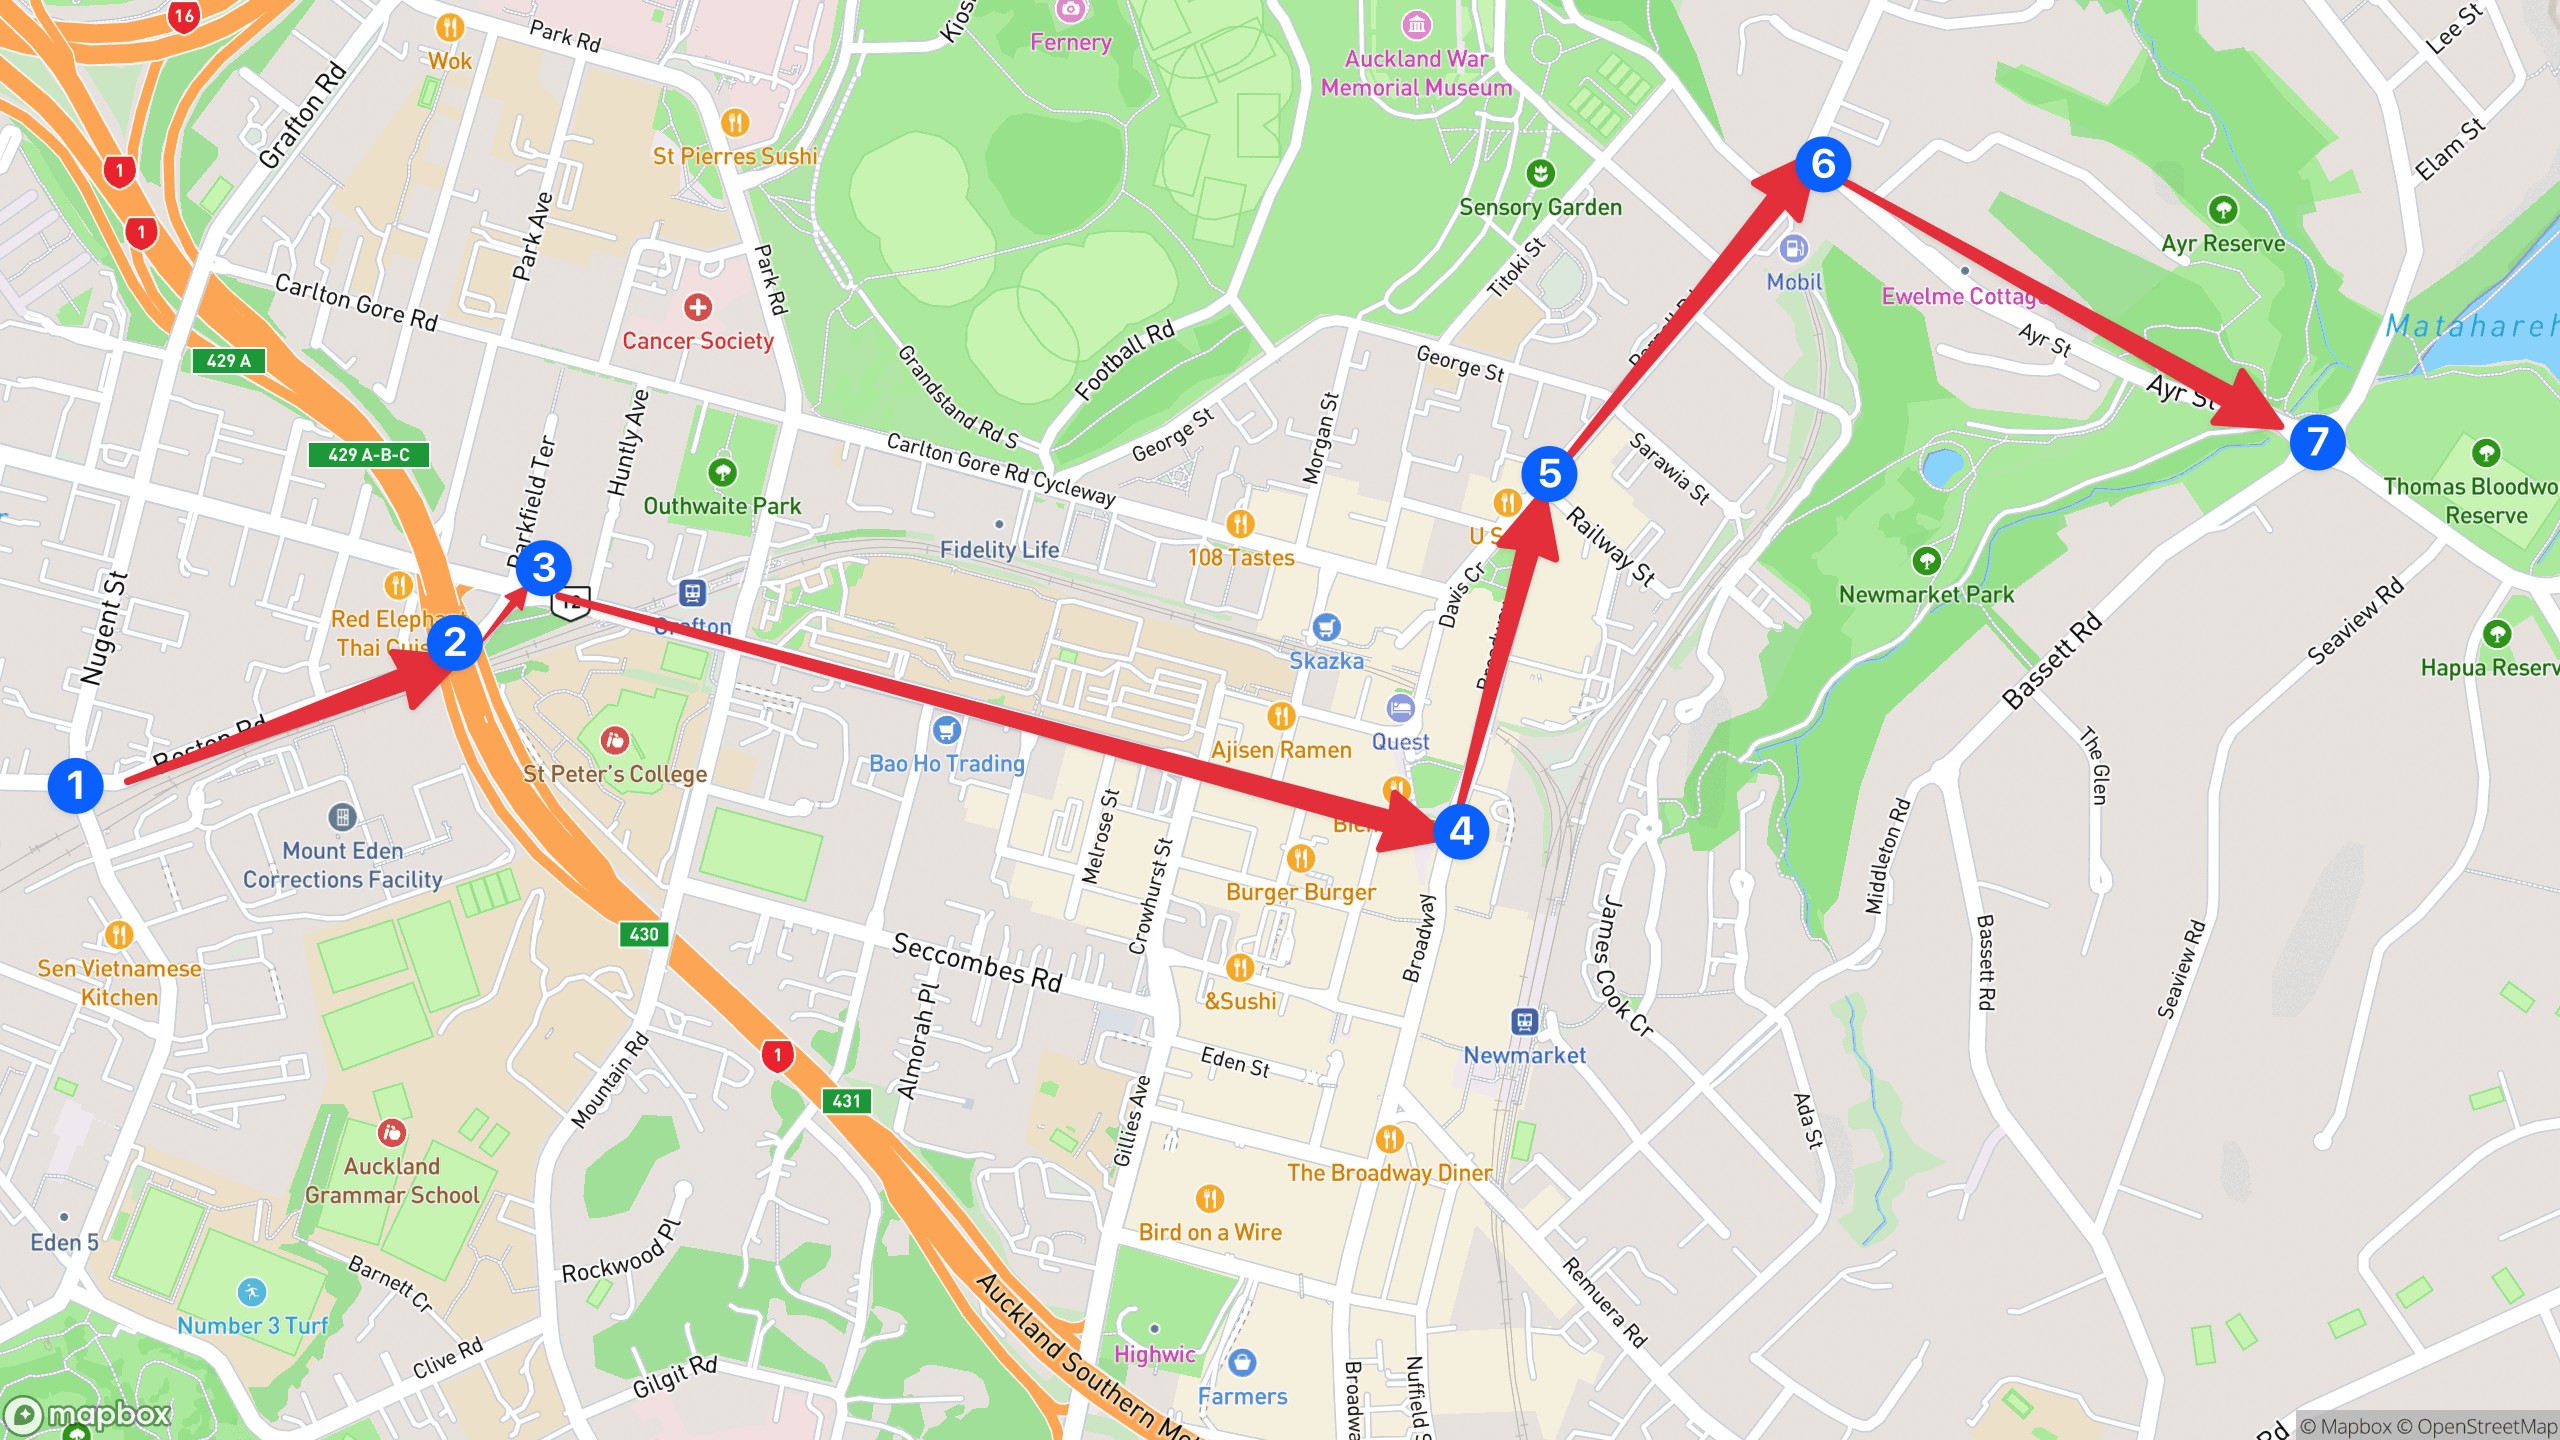 16
Wok
Park Rd
Kios
Fernery
Auckland War
Memorial Museum
Lee St
Grafton Rd
1
St Pierres Sushi
Elam St
6
Sensory Garden
Ayr Reserve
1
Park Ave
Park Rd
Titoki St
Mobil
Carlton Gore Rd
Cancer Society
Ewelme Cottage
Matahareh
Ayr St
429 A
Football Rd
George St
Grandstand Rd S
Ayr St
Huntly Ave
Morgan St
George St
7
429 A-B-C
Carlton Gore Rd Cycleway
Sarawia St
5
Outhwaite Park
Parkfield Ter
Thomas Bloodwo
Reserve
Fidelity Life
108 Tastes
Railway St
3
Newmarket Park
12
Davis Cr
Red Eleph
Thai Cuis
2
Grafton
Nugent St
Skazka
Broadway
Bassett Rd
Seaview Rd
Hapua Reserv
Boston Rd
St Peter's College
Bao Ho Trading
Ajisen Ramen
Quest
The Glen
1
4
Mount Eden
Corrections Facility
Melrose St
Burger Burger
Middleton Rd
Crowhurst St
430
Seccombes Rd
Broadway
James Cook Cr
Bassett Rd
Seaview Rd
Sen Vietnamese
Kitchen
&Sushi
Almorah Pl
Newmarket
1
Mountain Rd
Eden St
431
Gillies Ave
Ada St
Auckland
Grammar School
The Broadway Diner
Eden 5
Bird on a Wire
Rockwood Pl
Barnett Cr
Number 3 Turf
Auckland Southern Mot
Remuera Rd
Clive Rd
Gilgit Rd
Highwic
Farmers
Broadwa
Nuffield S
mapbox
Rd
© Mapbox © OpenStreetMap